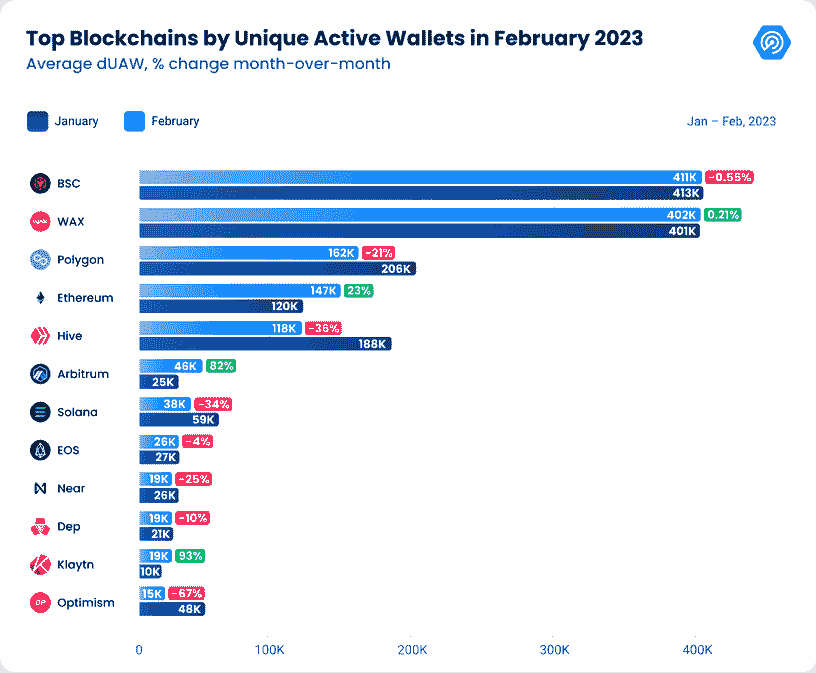 Top Blockchains by Unique Active Wallets in February 2023
Average dUAW, % change month-over-month
January February Jan – Feb, 2023
BSC 411K -0.55%
413K
WAX 402K 0.21%
401K
Polygon 162K -21%
206K
Ethereum 147K 23%
120K
Hive 118K -36%
188K
Arbitrum 46K 82%
25K
Solana 38K -34%
59K
EOS 26K -4%
27K
Near 19K -25%
26K
Dep 19K -10%
21K
Klaytn 19K 93%
10K
OP Optimism 15K -67%
48K
0 100K 200K 300K 400K